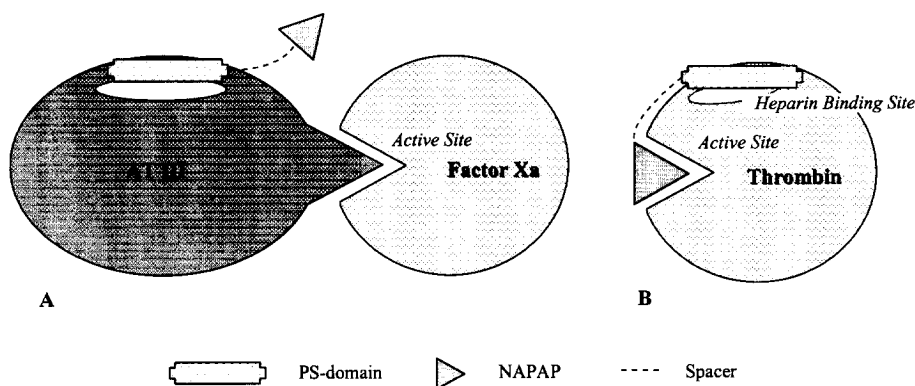 AT III
Active Site
Factor Xa
A
Heparin Binding Site
Active Site
Thrombin
B
PS-domain
NAPAP
Spacer